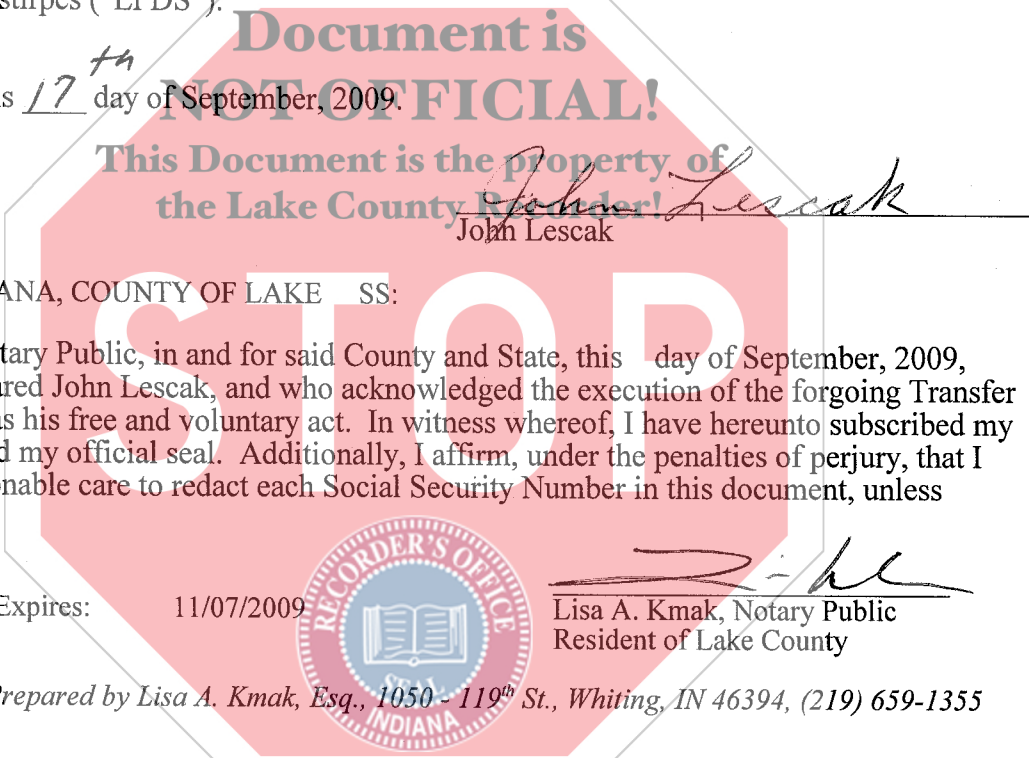 stirpes ("LPDS").
Document is
NOT OFFICIAL!
s 17th day of September, 2009.
This Document is the property of
the Lake County Recorder!
John Lescak
John Lescak
ANA, COUNTY OF LAKE SS:
STOP
tary Public, in and for said County and State, this day of September, 2009,
red John Lescak, and who acknowledged the execution of the forgoing Transfer
s his free and voluntary act. In witness whereof, I have hereunto subscribed my
d my official seal. Additionally, I affirm, under the penalties of perjury, that I
nable care to redact each Social Security Number in this document, unless
RECORDER'S OFFICE
SEAL
INDIANA
Expires: 11/07/2009
Lisa A. Kmak, Notary Public
Resident of Lake County
Prepared by Lisa A. Kmak, Esq., 1050 - 119th St., Whiting, IN 46394, (219) 659-1355